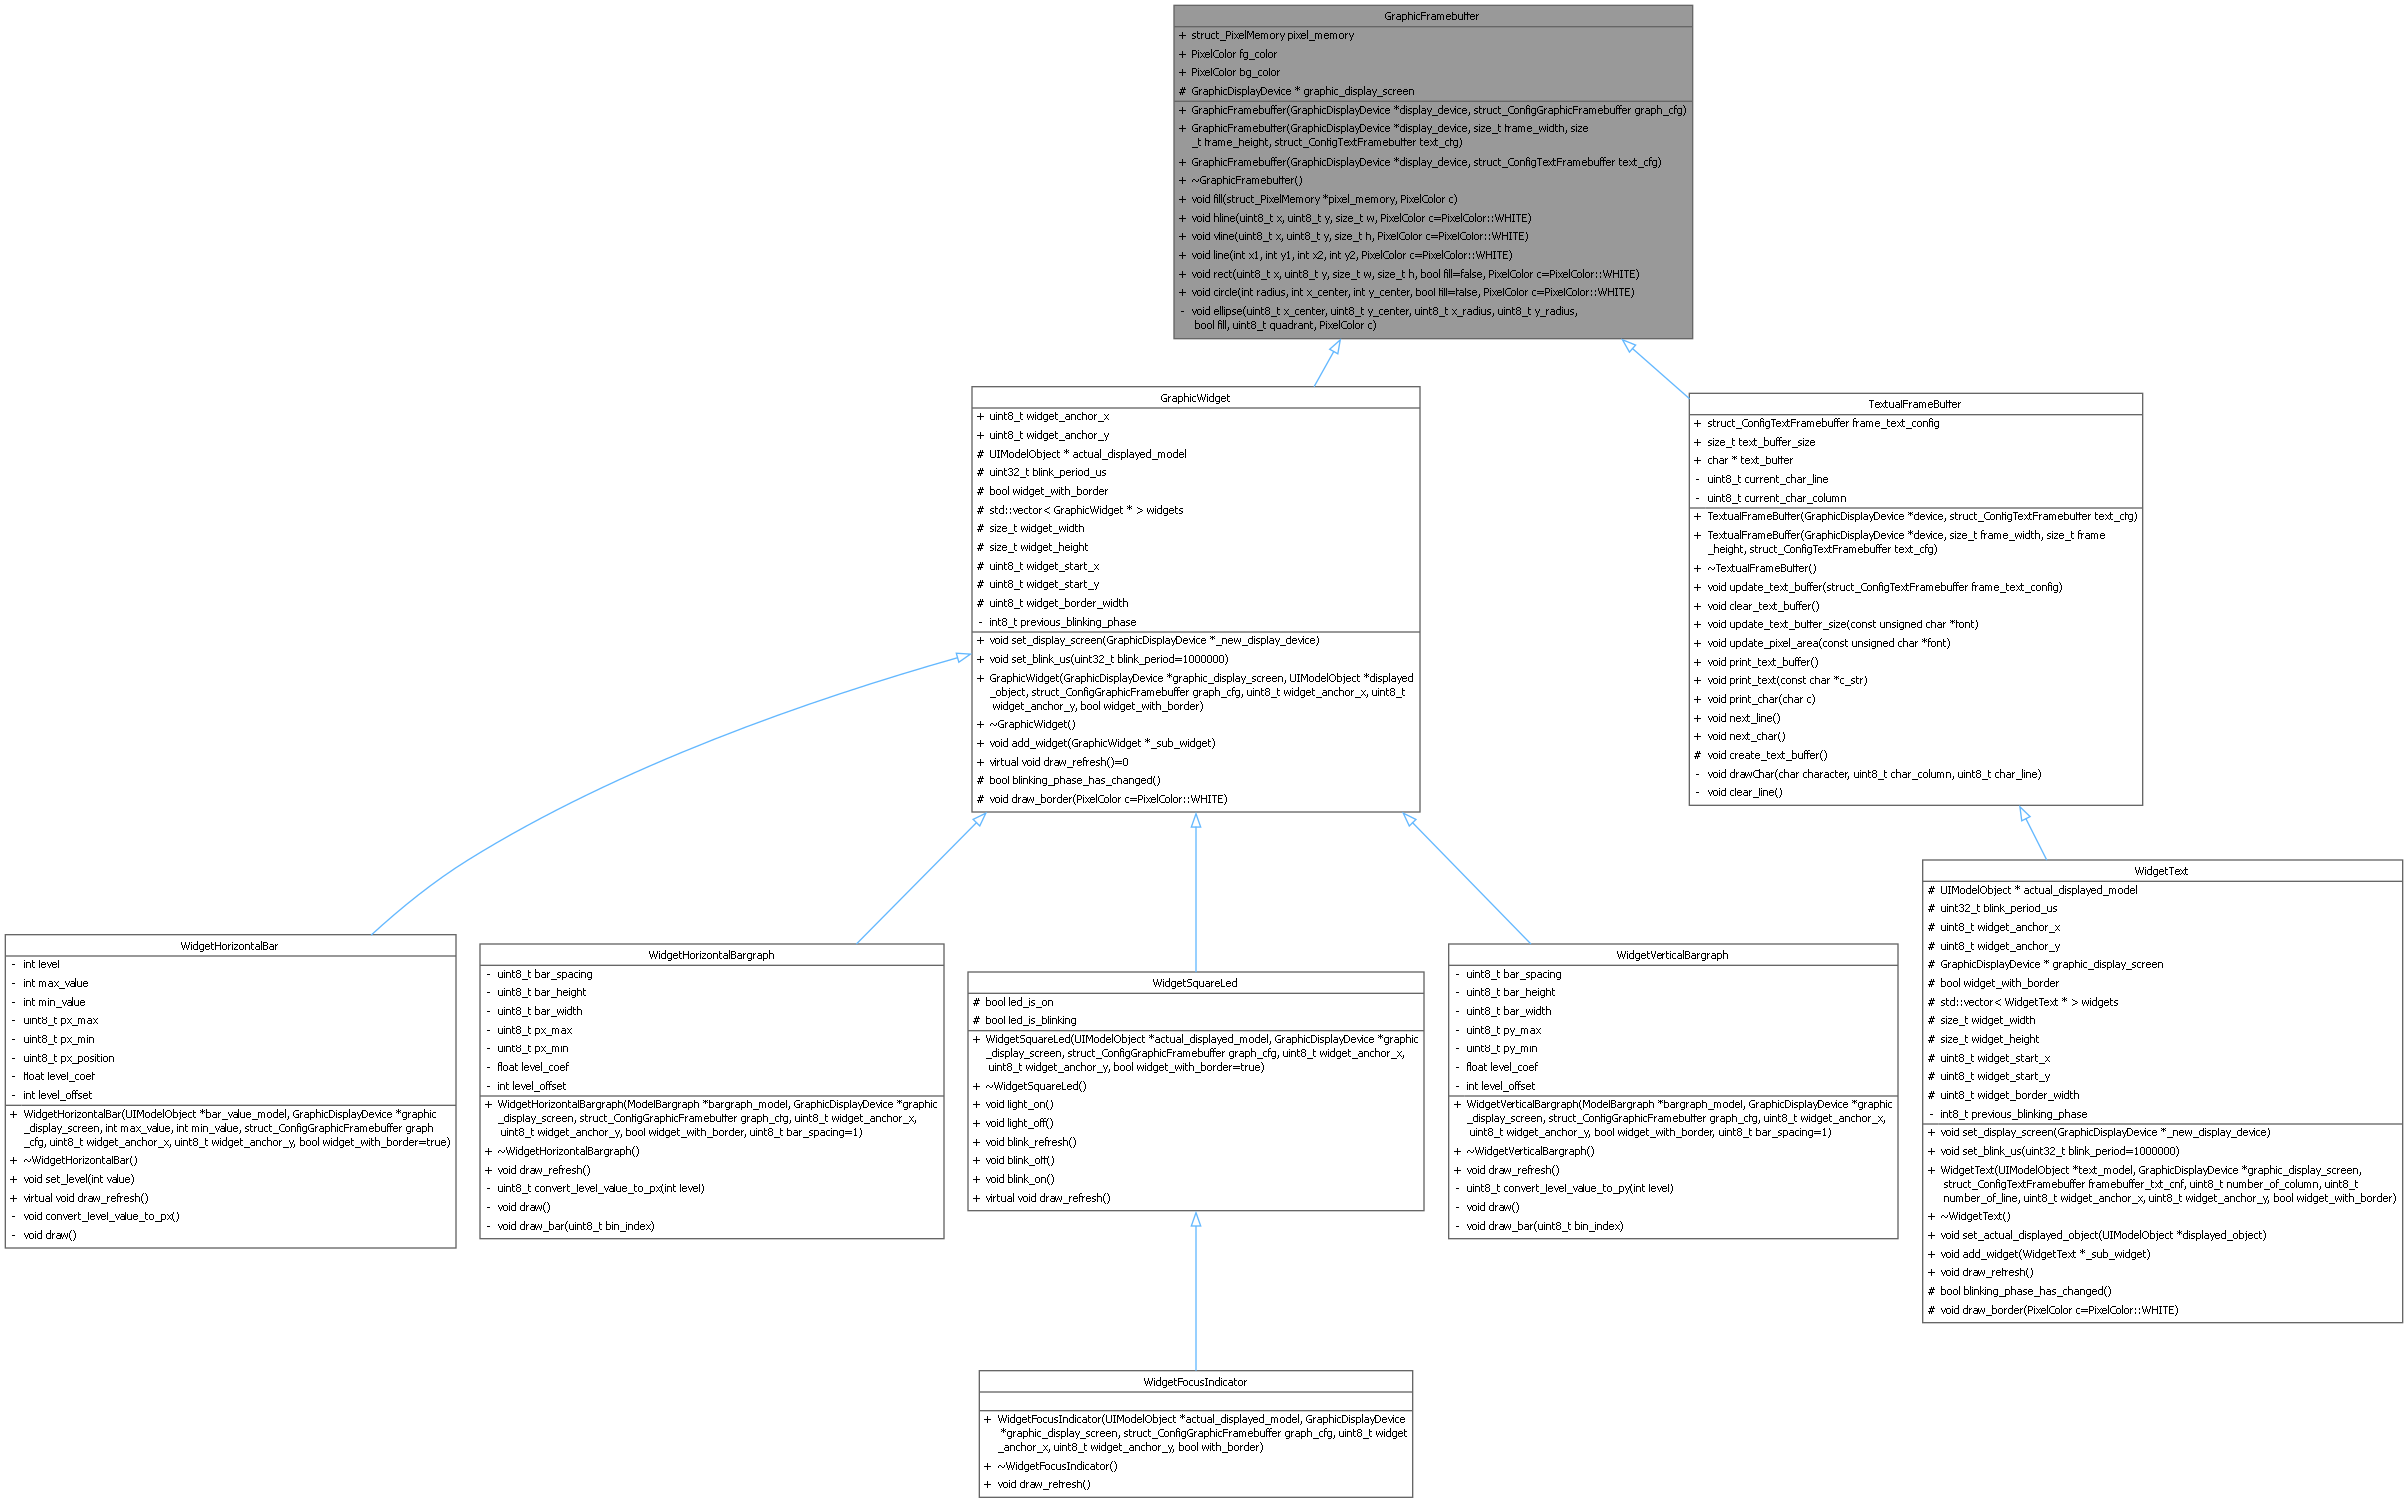 GraphicFramebuffer
+ struct_PixelMemory pixel_memory
+ PixelColor fg_color
+ PixelColor bg_color
# GraphicDisplayDevice * graphic_display_screen
+ GraphicFramebuffer(GraphicDisplayDevice *display_device, struct_ConfigGraphicFramebuffer graph_cfg)
+ GraphicFramebuffer(GraphicDisplayDevice *display_device, size_t frame_width, size
_t frame_height, struct_ConfigTextFramebuffer text_cfg)
+ GraphicFramebuffer(GraphicDisplayDevice *display_device, struct_ConfigTextFramebuffer text_cfg)
+ ~GraphicFramebuffer()
+ void fill(struct_PixelMemory *pixel_memory, PixelColor c)
+ void hline(uint8_t x, uint8_t y, size_t w, PixelColor c=PixelColor::WHITE)
+ void vline(uint8_t x, uint8_t y, size_t h, PixelColor c=PixelColor::WHITE)
+ void line(int x1, int y1, int x2, int y2, PixelColor c=PixelColor::WHITE)
+ void rect(uint8_t x, uint8_t y, size_t w, size_t h, bool fill=false, PixelColor c=PixelColor::WHITE)
+ void circle(int radius, int x_center, int y_center, bool fill=false, PixelColor c=PixelColor::WHITE)
- void ellipse(uint8_t x_center, uint8_t y_center, uint8_t x_radius, uint8_t y_radius,
bool fill, uint8_t quadrant, PixelColor c)
GraphicWidget
+ uint8_t widget_anchor_x
+ uint8_t widget_anchor_y
# UIModelObject * actual_displayed_model
# uint32_t blink_period_us
# bool widget_with_border
# std::vector< GraphicWidget * > widgets
# size_t widget_width
# size_t widget_height
# uint8_t widget_start_x
# uint8_t widget_start_y
# uint8_t widget_border_width
- int8_t previous_blinking_phase
+ void set_display_screen(GraphicDisplayDevice *_new_display_device)
+ void set_blink_us(uint32_t blink_period=1000000)
+ GraphicWidget(GraphicDisplayDevice *graphic_display_screen, UIModelObject *displayed
_object, struct_ConfigGraphicFramebuffer graph_cfg, uint8_t widget_anchor_x, uint8_t
widget_anchor_y, bool widget_with_border)
+ ~GraphicWidget()
+ void add_widget(GraphicWidget *_sub_widget)
+ virtual void draw_refresh()=0
# bool blinking_phase_has_changed()
# void draw_border(PixelColor c=PixelColor::WHITE)
TextualFrameBuffer
+ struct_ConfigTextFramebuffer frame_text_config
+ size_t text_buffer_size
+ char * text_buffer
- uint8_t current_char_line
- uint8_t current_char_column
+ TextualFrameBuffer(GraphicDisplayDevice *device, struct_ConfigTextFramebuffer text_cfg)
+ TextualFrameBuffer(GraphicDisplayDevice *device, size_t frame_width, size_t frame
_height, struct_ConfigTextFramebuffer text_cfg)
+ ~TextualFrameBuffer()
+ void update_text_buffer(struct_ConfigTextFramebuffer frame_text_config)
+ void clear_text_buffer()
+ void update_text_buffer_size(const unsigned char *font)
+ void update_pixel_area(const unsigned char *font)
+ void print_text_buffer()
+ void print_text(const char *c_str)
+ void print_char(char c)
+ void next_line()
+ void next_char()
# void create_text_buffer()
- void drawChar(char character, uint8_t char_column, uint8_t char_line)
- void clear_line()
WidgetHorizontalBar
- int level
- int max_value
- int min_value
- uint8_t px_max
- uint8_t px_min
- uint8_t px_position
- float level_coef
- int level_offset
+ WidgetHorizontalBar(UIModelObject *bar_value_model, GraphicDisplayDevice *graphic
_display_screen, int max_value, int min_value, struct_ConfigGraphicFramebuffer graph
_cfg, uint8_t widget_anchor_x, uint8_t widget_anchor_y, bool widget_with_border=true)
+ ~WidgetHorizontalBar()
+ void set_level(int value)
+ virtual void draw_refresh()
- void convert_level_value_to_px()
- void draw()
WidgetHorizontalBargraph
- uint8_t bar_spacing
- uint8_t bar_height
- uint8_t bar_width
- uint8_t px_max
- uint8_t px_min
- float level_coef
- int level_offset
+ WidgetHorizontalBargraph(ModelBargraph *bargraph_model, GraphicDisplayDevice *graphic
_display_screen, struct_ConfigGraphicFramebuffer graph_cfg, uint8_t widget_anchor_x,
uint8_t widget_anchor_y, bool widget_with_border, uint8_t bar_spacing=1)
+ ~WidgetHorizontalBargraph()
+ void draw_refresh()
- uint8_t convert_level_value_to_px(int level)
- void draw()
- void draw_bar(uint8_t bin_index)
WidgetSquareLed
# bool led_is_on
# bool led_is_blinking
+ WidgetSquareLed(UIModelObject *actual_displayed_model, GraphicDisplayDevice *graphic
_display_screen, struct_ConfigGraphicFramebuffer graph_cfg, uint8_t widget_anchor_x,
uint8_t widget_anchor_y, bool widget_with_border=true)
+ ~WidgetSquareLed()
+ void light_on()
+ void light_off()
+ void blink_refresh()
+ void blink_off()
+ void blink_on()
+ virtual void draw_refresh()
WidgetVerticalBargraph
- uint8_t bar_spacing
- uint8_t bar_height
- uint8_t bar_width
- uint8_t py_max
- uint8_t py_min
- float level_coef
- int level_offset
+ WidgetVerticalBargraph(ModelBargraph *bargraph_model, GraphicDisplayDevice *graphic
_display_screen, struct_ConfigGraphicFramebuffer graph_cfg, uint8_t widget_anchor_x,
uint8_t widget_anchor_y, bool widget_with_border, uint8_t bar_spacing=1)
+ ~WidgetVerticalBargraph()
+ void draw_refresh()
- uint8_t convert_level_value_to_py(int level)
- void draw()
- void draw_bar(uint8_t bin_index)
WidgetText
# UIModelObject * actual_displayed_model
# uint32_t blink_period_us
# uint8_t widget_anchor_x
# uint8_t widget_anchor_y
# GraphicDisplayDevice * graphic_display_screen
# bool widget_with_border
# std::vector< WidgetText * > widgets
# size_t widget_width
# size_t widget_height
# uint8_t widget_start_x
# uint8_t widget_start_y
# uint8_t widget_border_width
- int8_t previous_blinking_phase
+ void set_display_screen(GraphicDisplayDevice *_new_display_device)
+ void set_blink_us(uint32_t blink_period=1000000)
+ WidgetText(UIModelObject *text_model, GraphicDisplayDevice *graphic_display_screen,
struct_ConfigTextFramebuffer framebuffer_txt_cnf, uint8_t number_of_column, uint8_t
number_of_line, uint8_t widget_anchor_x, uint8_t widget_anchor_y, bool widget_with_border)
+ ~WidgetText()
+ void set_actual_displayed_object(UIModelObject *displayed_object)
+ void add_widget(WidgetText *_sub_widget)
+ void draw_refresh()
# bool blinking_phase_has_changed()
# void draw_border(PixelColor c=PixelColor::WHITE)
WidgetFocusIndicator
+ WidgetFocusIndicator(UIModelObject *actual_displayed_model, GraphicDisplayDevice
*graphic_display_screen, struct_ConfigGraphicFramebuffer graph_cfg, uint8_t widget
_anchor_x, uint8_t widget_anchor_y, bool with_border)
+ ~WidgetFocusIndicator()
+ void draw_refresh()